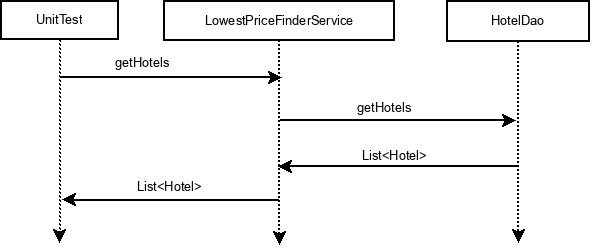 UnitTest
LowestPriceFinderService
HotelDao
getHotels
getHotels
List<Hotel>
List<Hotel>